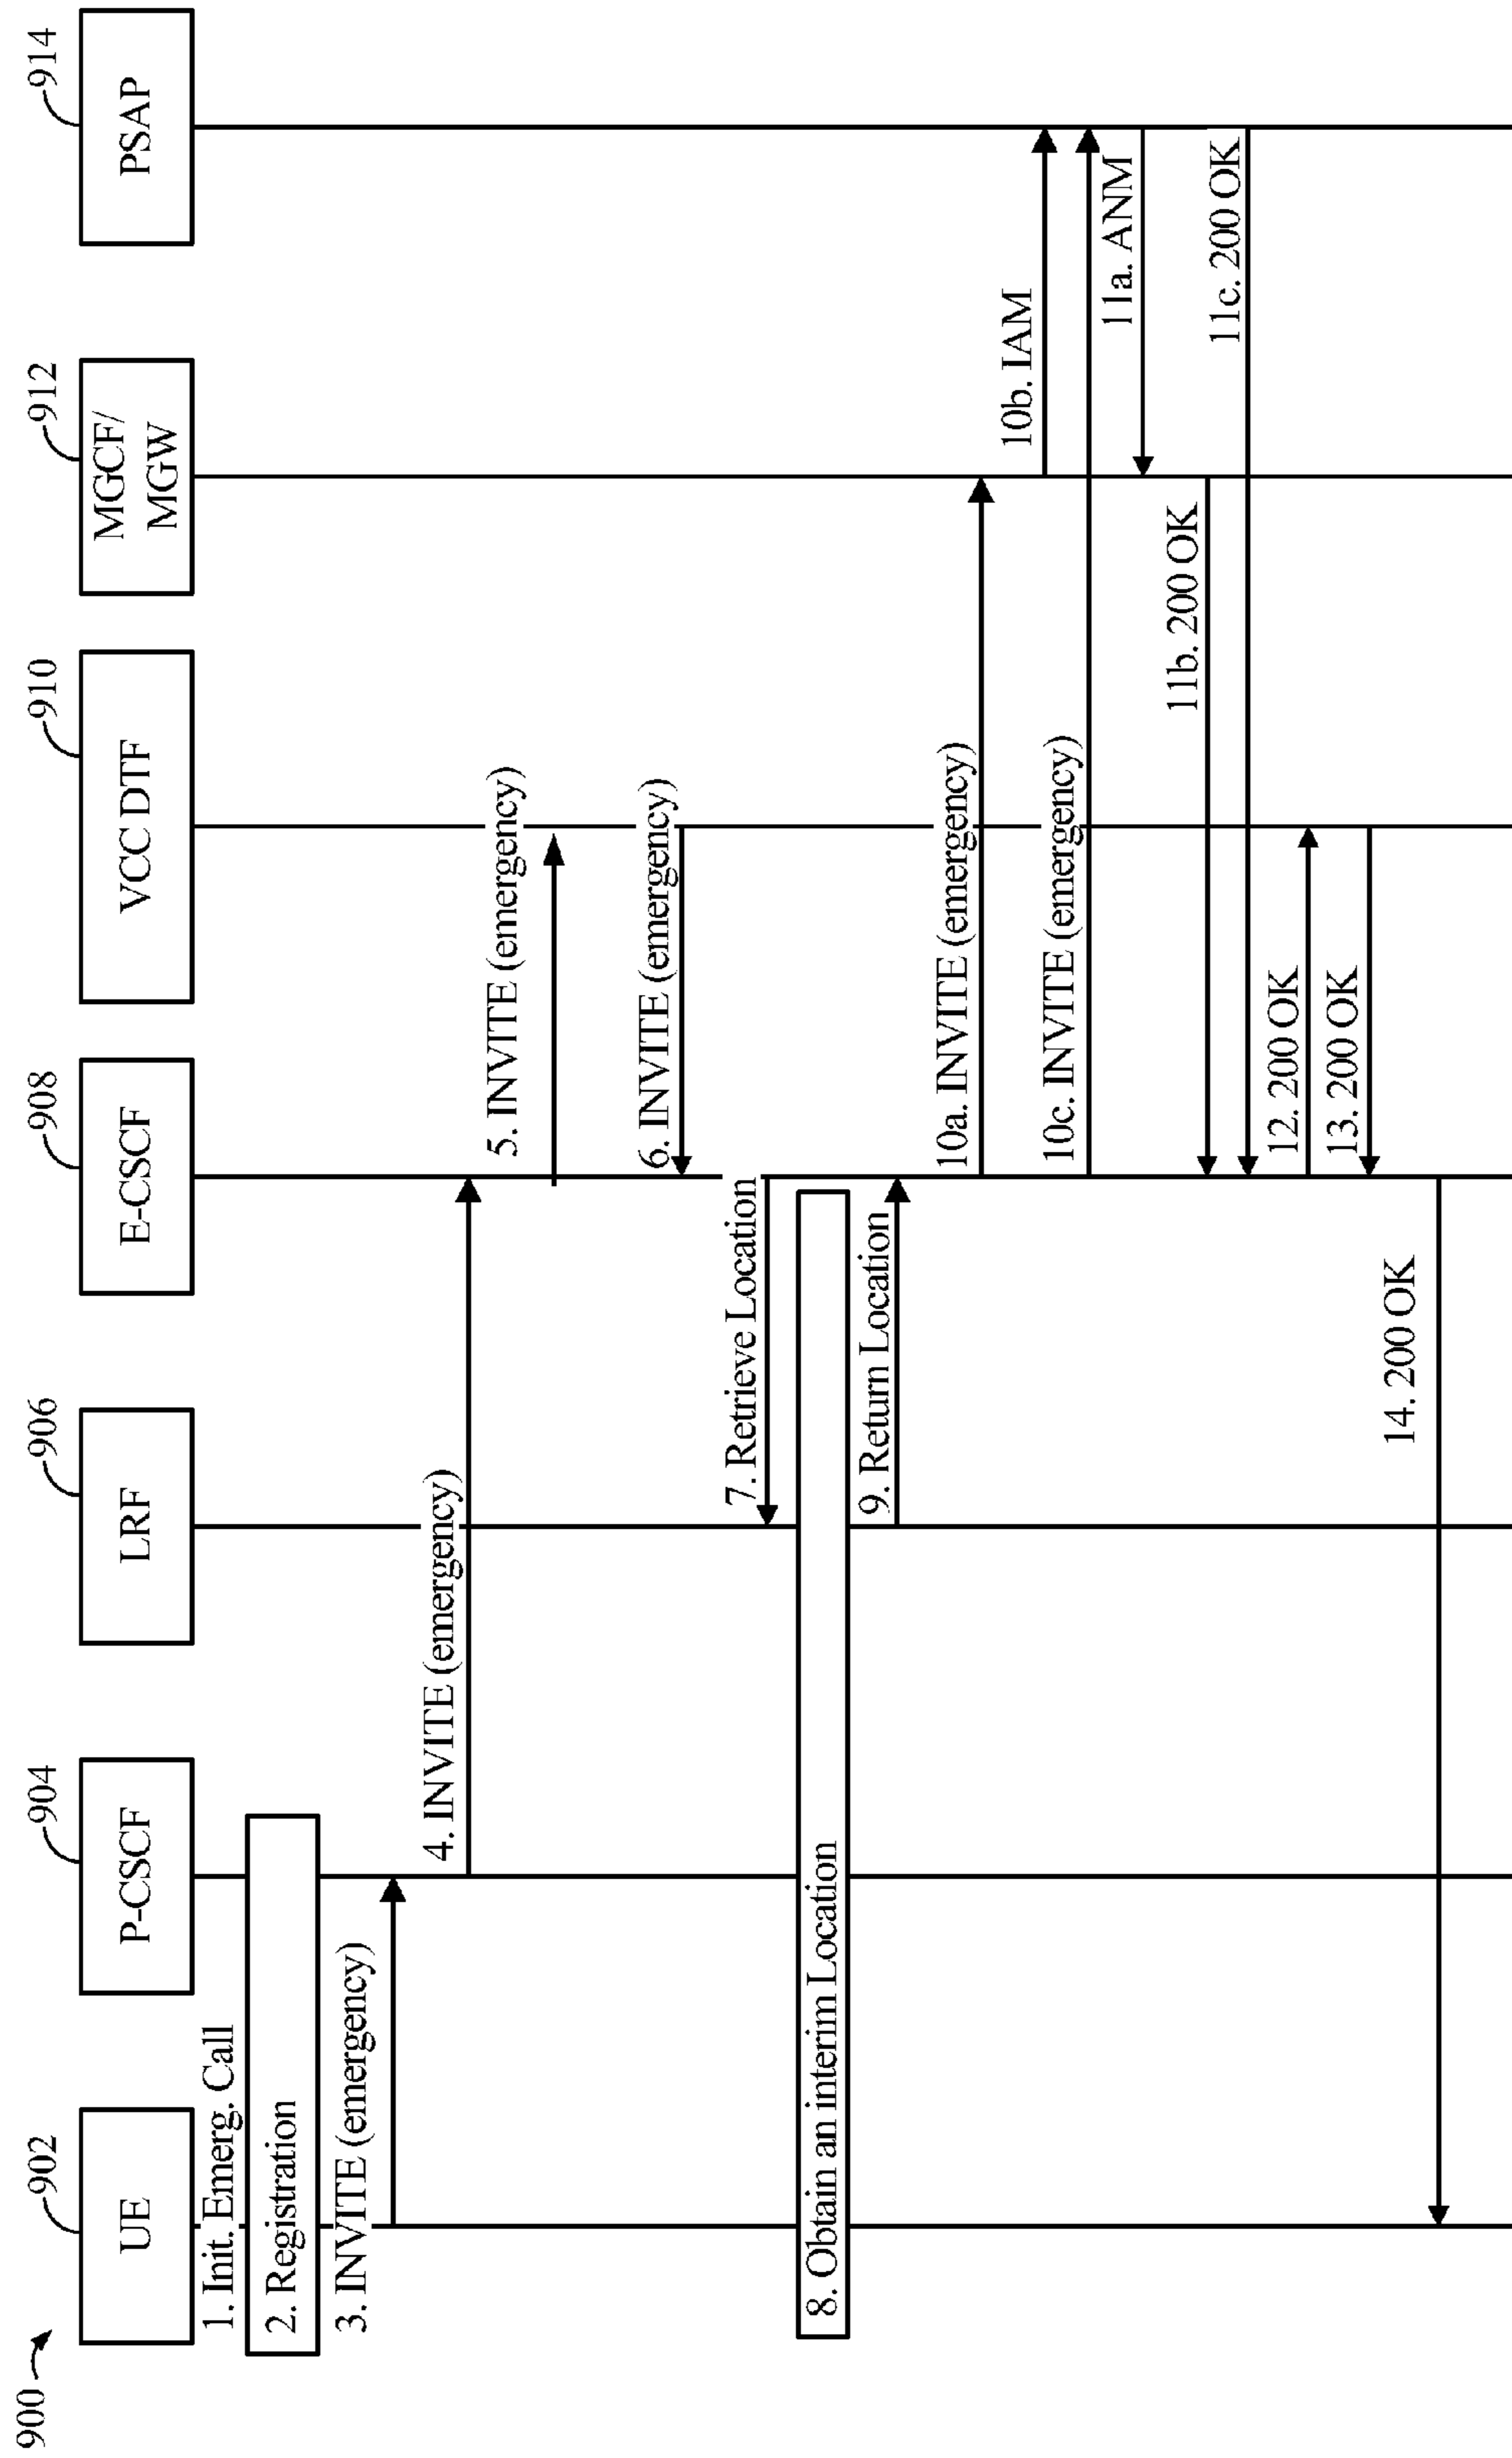 900
902
904
906
908
910
912
914
UE
P-CSCF
LRF
E-CSCF
VCC DTF
MGCF/
MGW
PSAP
1. Init. Emerg. Call
2. Registration
3. INVITE (emergency)
4. INVITE (emergency)
5. INVITE (emergency)
6. INVITE (emergency)
7. Retrieve Location
8. Obtain an interim Location
9. Return Location
10a. INVITE (emergency)
10b. IAM
10c. INVITE (emergency)
11a. ANM
11b. 200 OK
11c. 200 OK
12. 200 OK
13. 200 OK
14. 200 OK